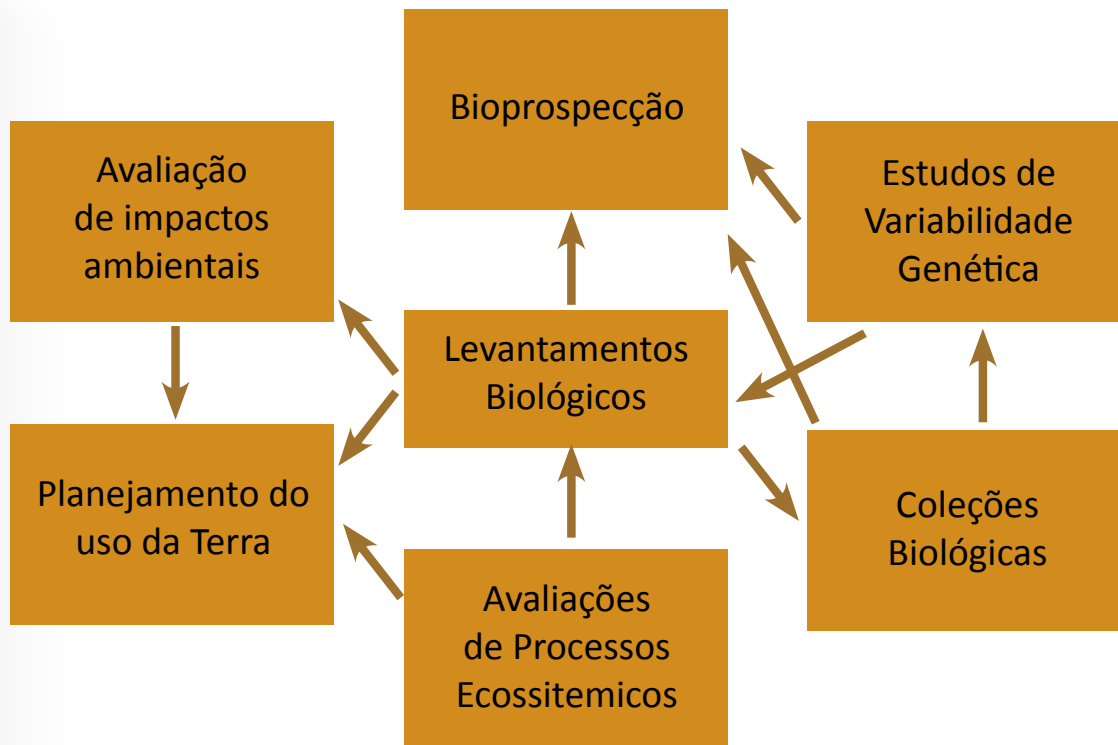 Bioprospecção
Avaliação
de impactos
ambientais
Estudos de
Variabilidade
Genética
Levantamentos
Biológicos
Planejamento do
uso da Terra
Coleções
Biológicas
Avaliações
de Processos
Ecossitemicos